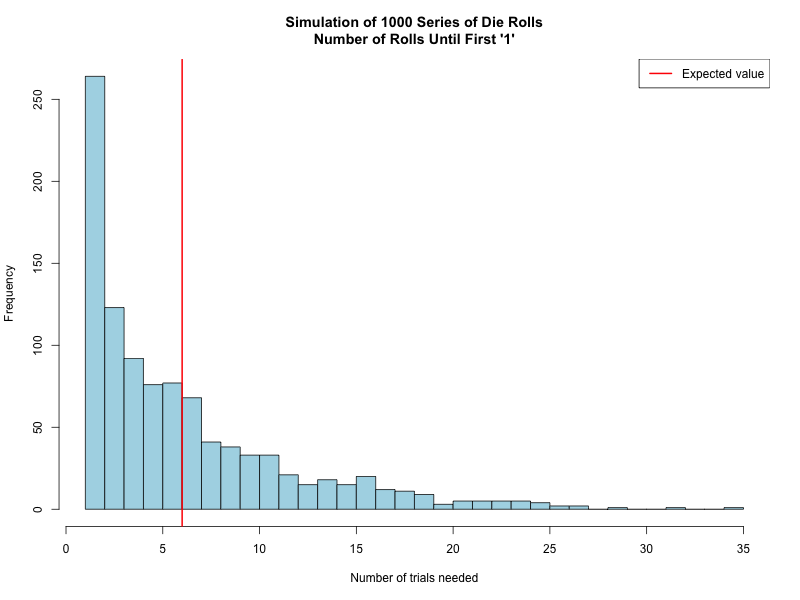 Simulation of 1000 Series of Die Rolls
Number of Rolls Until First '1'
Expected value
Frequency
250
200
150
100
50
0
0 5 10 15 20 25 30 35
Number of trials needed